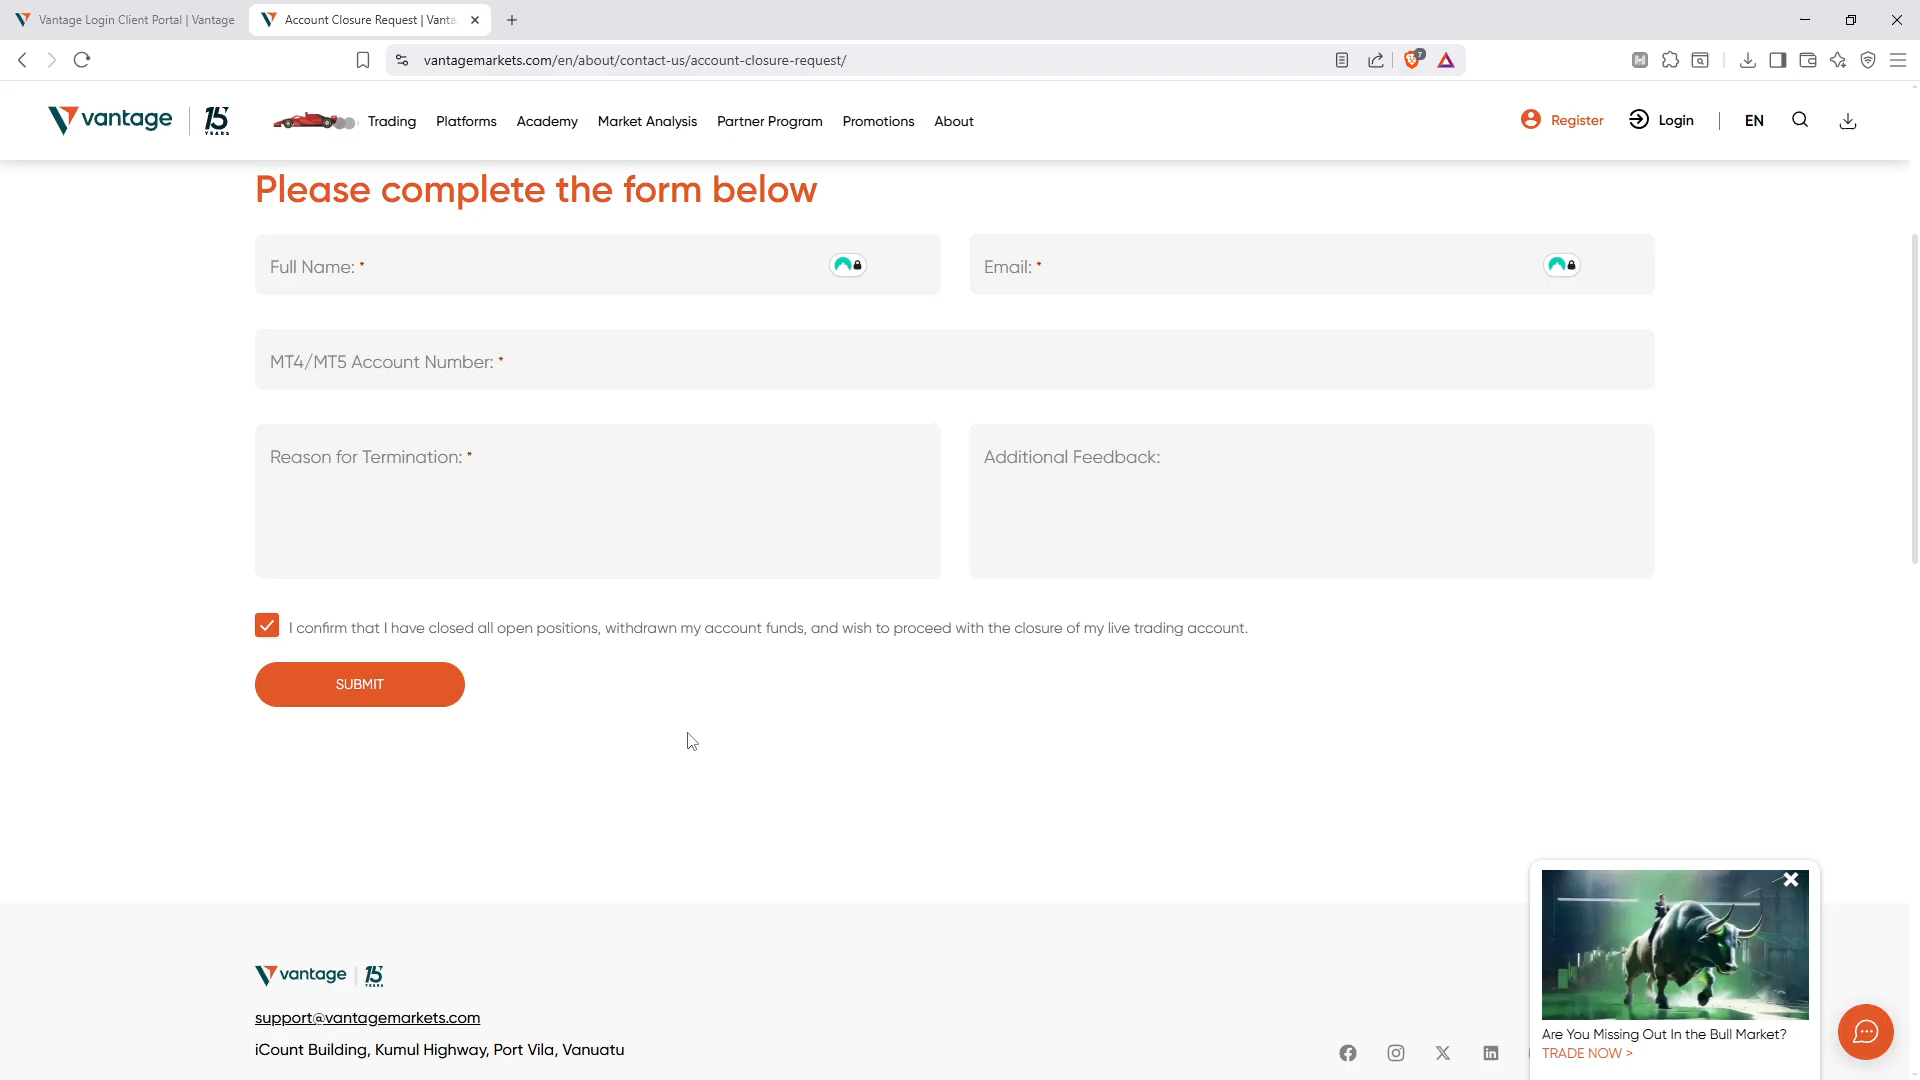 Vantage Login Client Portal | Vantage
Account Closure Request | Vanta
vantagemarkets.com/en/about/contact-us/account-closure-request/
7
vantage
15
YEARS
Trading
Platforms
Academy
Market Analysis
Partner Program
Promotions
About
Register
Login
EN
Please complete the form below
Full Name: *
Email: *
MT4/MT5 Account Number: *
Reason for Termination: *
Additional Feedback:
I confirm that I have closed all open positions, withdrawn my account funds, and wish to proceed with the closure of my live trading account.
SUBMIT
vantage
15
YEARS
support@vantagemarkets.com
iCount Building, Kumul Highway, Port Vila, Vanuatu
Are You Missing Out In the Bull Market?
TRADE NOW >